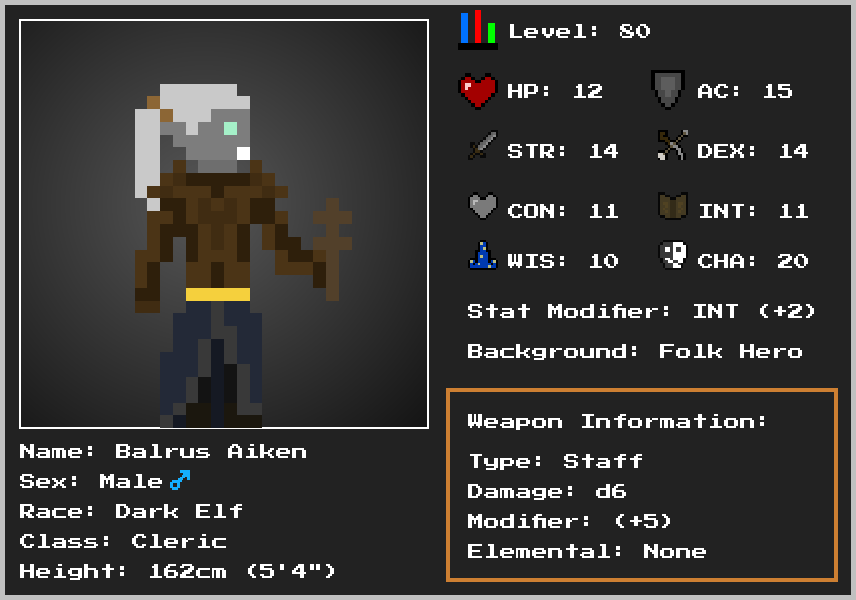 Level: 80
HP: 12 AC: 15
STR: 14 DEX: 14
CON: 11 INT: 11
WIS: 10 CHA: 20
Stat Modifier: INT (+2)
Background: Folk Hero
Weapon Information:
Type: Staff
Damage: d6
Modifier: (+5)
Elemental: None
Name: Balrus Aiken
Sex: Male ♂
Race: Dark Elf
Class: Cleric
Height: 162cm (5'4")